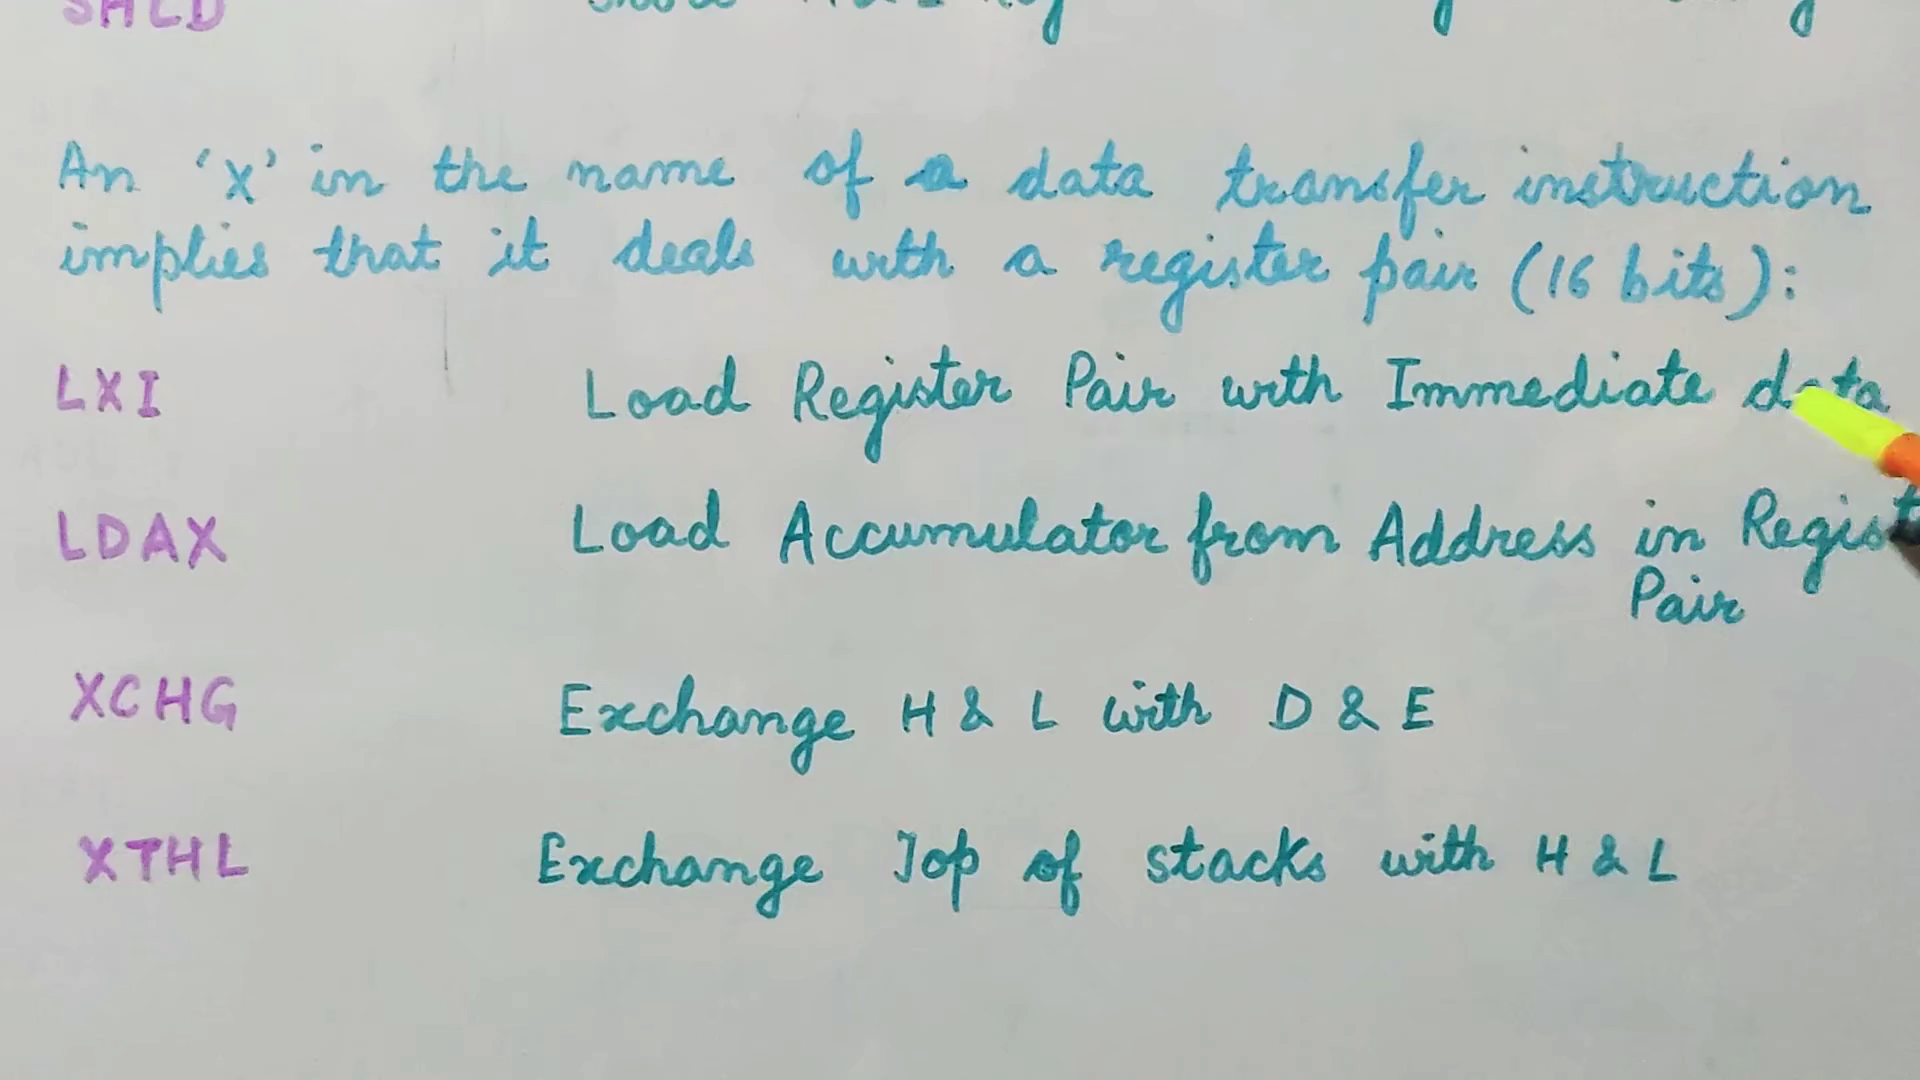 SHLD
An 'X' in the name of a data transfer instruction
implies that it deals with a register pair (16 bits):
LXI Load Register Pair with Immediate data
LDAX Load Accumulator from Address in Regist
Pair
XCHG Exchange H & L with D & E
XTHL Exchange Top of stacks with H & L